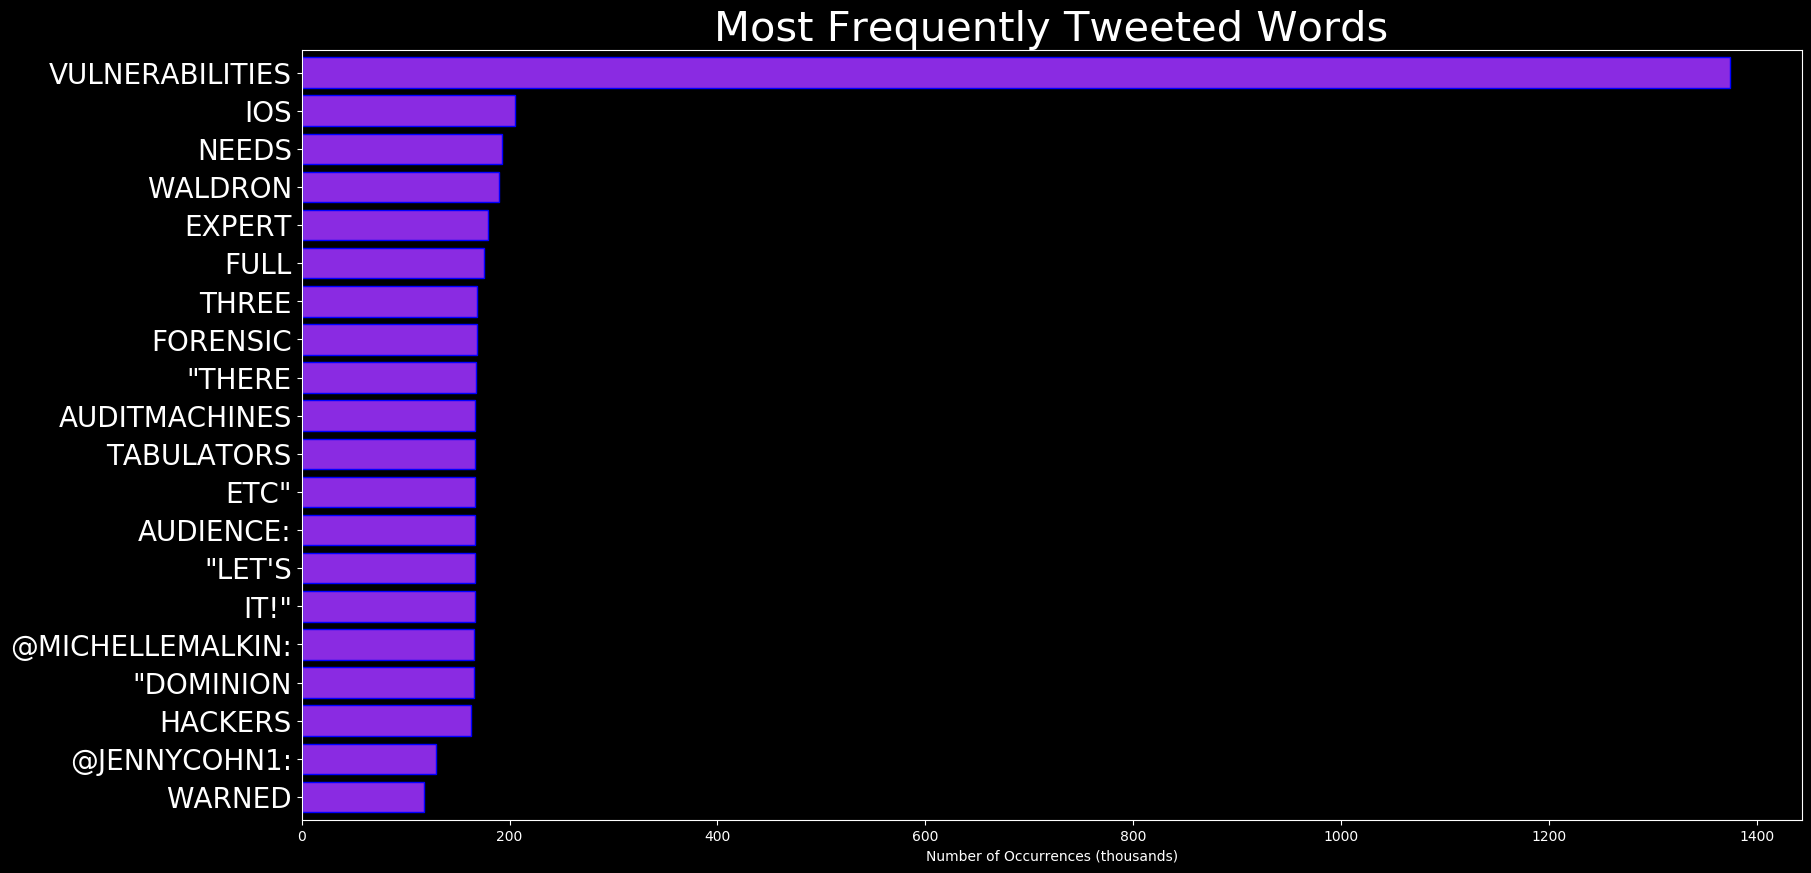 Most Frequently Tweeted Words
VULNERABILITIES
IOS
NEEDS
WALDRON
EXPERT
FULL
THREE
FORENSIC
"THERE
AUDITMACHINES
TABULATORS
ETC"
AUDIENCE:
"LET'S
IT!"
@MICHELLEMALKIN:
"DOMINION
HACKERS
@JENNYCOHN1:
WARNED
0 200 400 600 800 1000 1200 1400
Number of Occurrences (thousands)